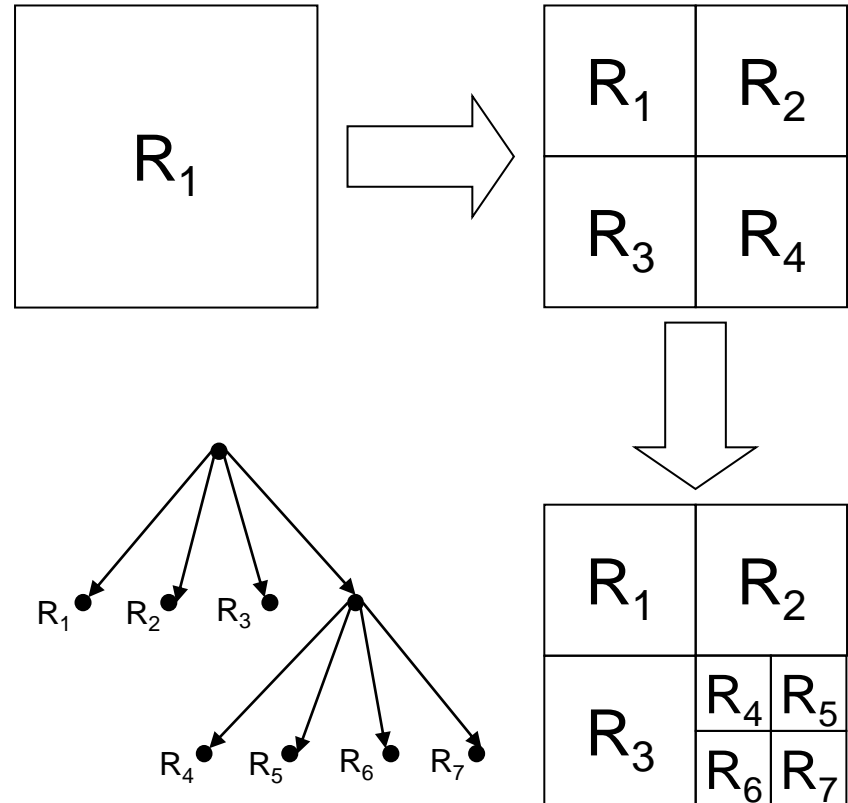 R₁
R₁ R₂
R₃ R₄
R₁ R₂
R₃
R₄ R₅
R₆ R₇
R₁ R₂ R₃
R₄ R₅ R₆ R₇